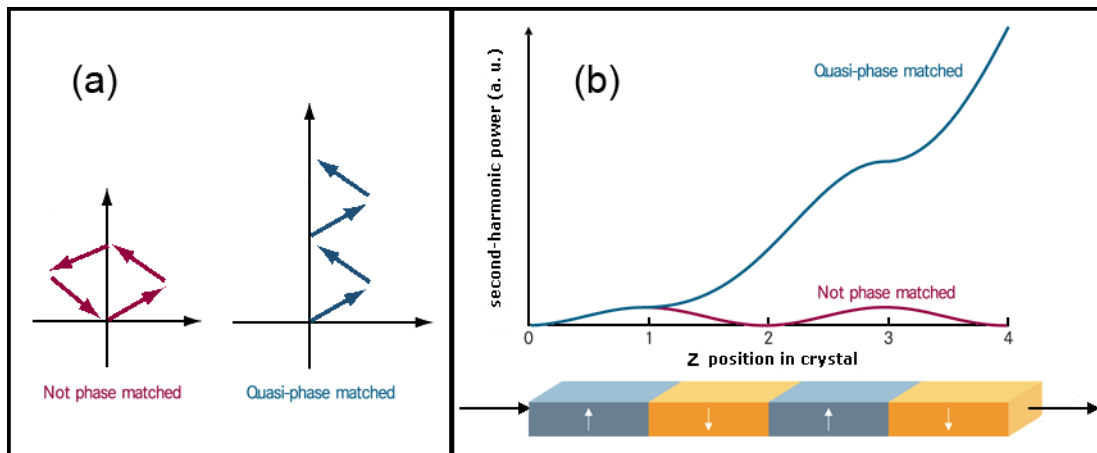 (a)
Not phase matched
Quasi-phase matched
(b)
second-harmonic power (a. u.)
Quasi-phase matched
Not phase matched
0 1 2 3 4
Z position in crystal